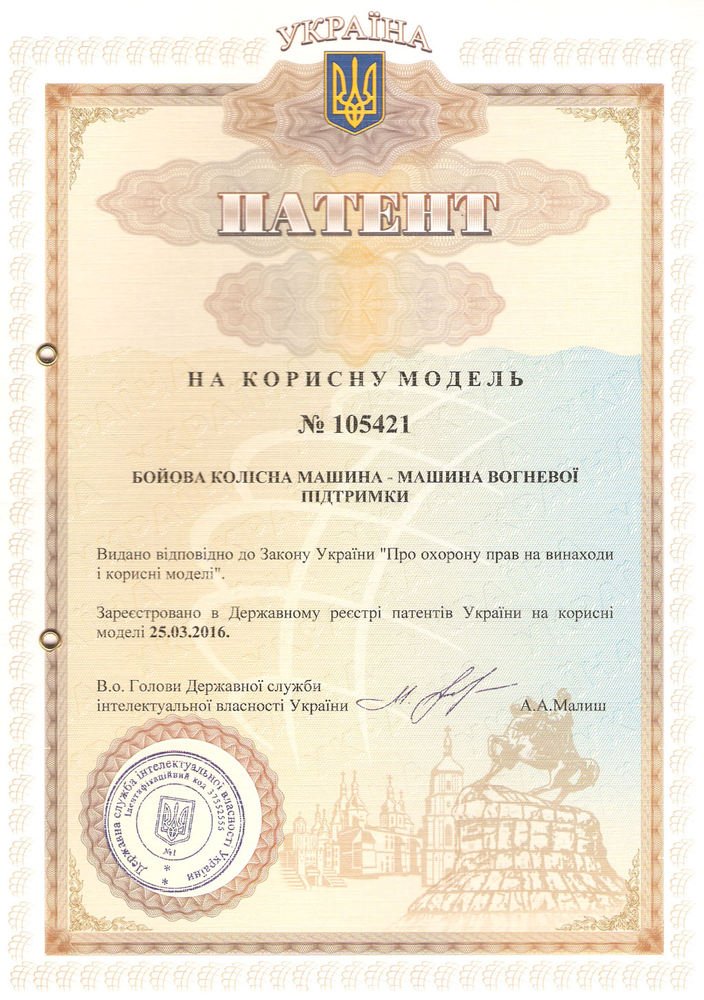 УКРАЇНА
ПАТЕНТ
НА КОРИСНУ МОДЕЛЬ
№ 105421
БОЙОВА КОЛІСНА МАШИНА - МАШИНА ВОГНЕВОЇ
ПІДТРИМКИ
Видано відповідно до Закону України "Про охорону прав на винаходи
і корисні моделі".
Зареєстровано в Державному реєстрі патентів України на корисні
моделі 25.03.2016.
В.о. Голови Державної служби
інтелектуальної власності України
А.А.Малиш
Державна служба інтелектуальної власності України
Ідентифікаційний код 37552555
№1